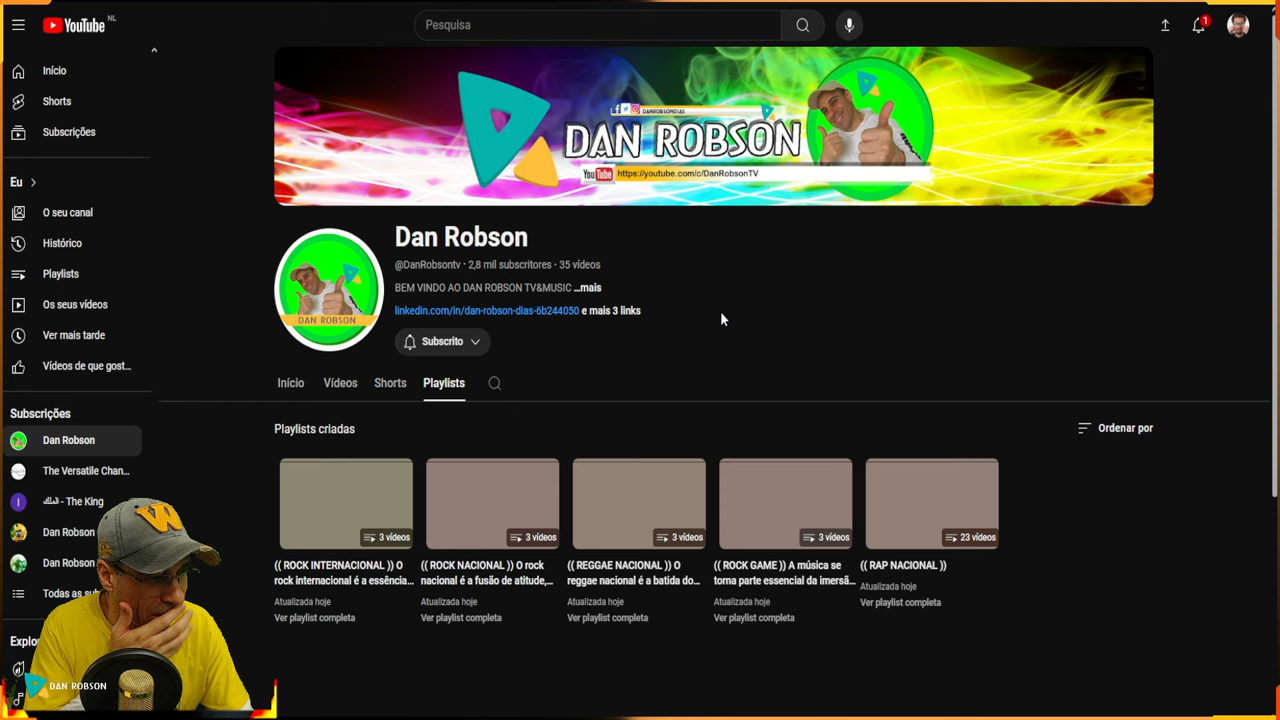 YouTube NL
Pesquisa
1
Início
Shorts
Subscrições
Eu
O seu canal
Histórico
Playlists
Os seus vídeos
Ver mais tarde
Vídeos de que gost...
Subscrições
Dan Robson
The Versatile Chan...
- The King
Dan Robson
Dan Robson
Todas as sub
Explor
DAN ROBSON
DANROBSONDIAS
DAN ROBSON
YouTube https://youtube.com/c/DanRobsonTV
DAN ROBSON
Dan Robson
@DanRobsontv · 2,8 mil subscritores · 35 vídeos
BEM VINDO AO DAN ROBSON TV&MUSIC ...mais
linkedin.com/in/dan-robson-dias-6b244050 e mais 3 links
Subscrito
Início Vídeos Shorts Playlists
Playlists criadas
Ordenar por
3 vídeos
(( ROCK INTERNACIONAL )) O
rock internacional é a essência...
Atualizada hoje
Ver playlist completa
3 vídeos
(( ROCK NACIONAL )) O rock
nacional é a fusão de atitude,...
Atualizada hoje
Ver playlist completa
3 vídeos
(( REGGAE NACIONAL )) O
reggae nacional é a batida do...
Atualizada hoje
Ver playlist completa
3 vídeos
(( ROCK GAME )) A música se
torna parte essencial da imersã...
Atualizada hoje
Ver playlist completa
23 vídeos
(( RAP NACIONAL ))
Atualizada hoje
Ver playlist completa